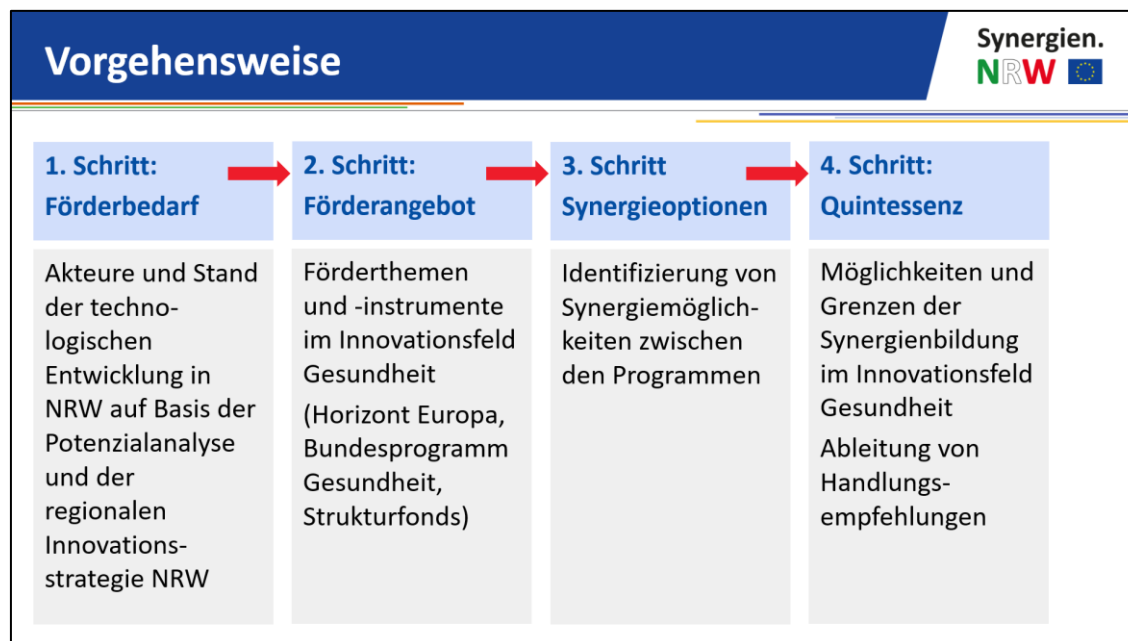 Vorgehensweise
Synergien.
NRW
1. Schritt:
Förderbedarf
Akteure und Stand
der techno-
logischen
Entwicklung in
NRW auf Basis der
Potenzialanalyse
und der
regionalen
Innovations-
strategie NRW
2. Schritt:
Förderangebot
Förderthemen
und -instrumente
im Innovationsfeld
Gesundheit
(Horizont Europa,
Bundesprogramm
Gesundheit,
Strukturfonds)
3. Schritt
Synergieoptionen
Identifizierung von
Synergiemöglich-
keiten zwischen
den Programmen
4. Schritt:
Quintessenz
Möglichkeiten und
Grenzen der
Synergienbildung
im Innovationsfeld
Gesundheit
Ableitung von
Handlungs-
empfehlungen